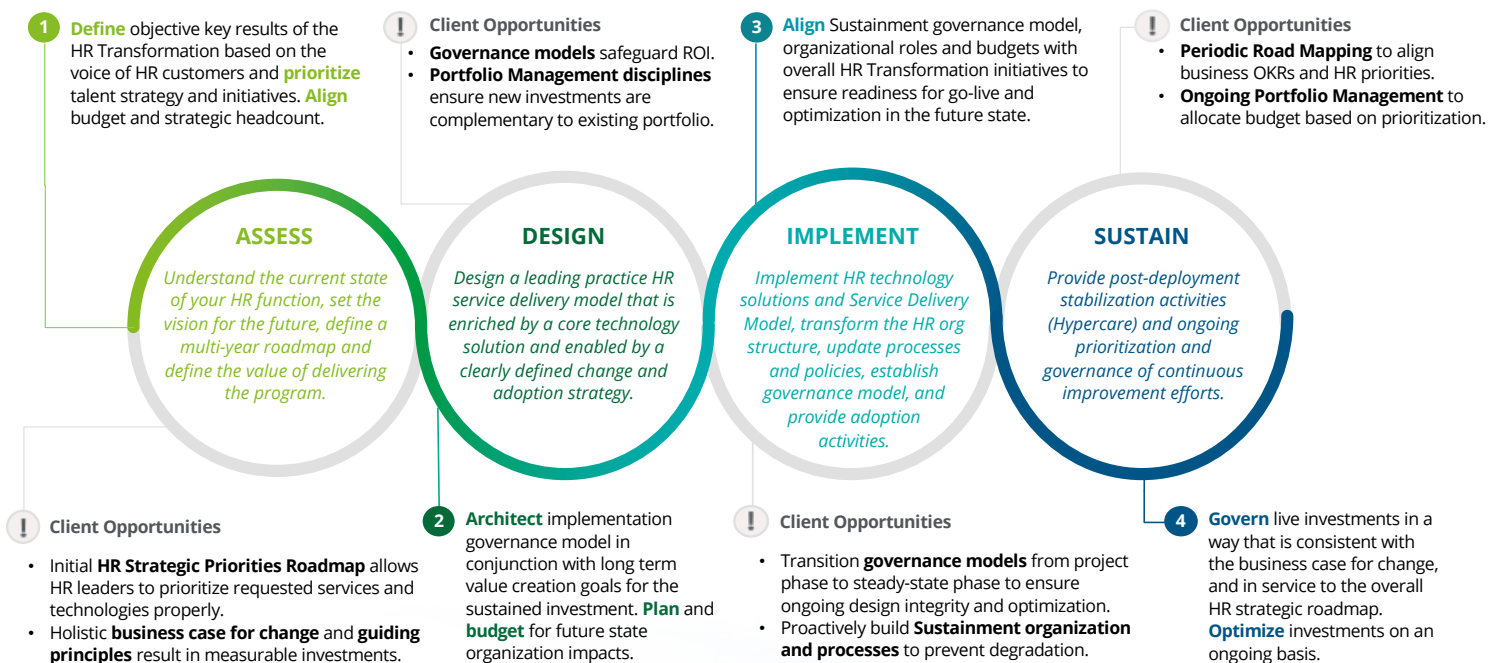 1
Define objective key results of the
HR Transformation based on the
voice of HR customers and prioritize
talent strategy and initiatives. Align
budget and strategic headcount.
!
Client Opportunities
• Governance models safeguard ROI.
• Portfolio Management disciplines
ensure new investments are
complementary to existing portfolio.
3
Align Sustainment governance model,
organizational roles and budgets with
overall HR Transformation initiatives to
ensure readiness for go-live and
optimization in the future state.
!
Client Opportunities
• Periodic Road Mapping to align
business OKRs and HR priorities.
• Ongoing Portfolio Management to
allocate budget based on prioritization.
ASSESS
Understand the current state
of your HR function, set the
vision for the future, define a
multi-year roadmap and
define the value of delivering
the program.
DESIGN
Design a leading practice HR
service delivery model that is
enriched by a core technology
solution and enabled by a
clearly defined change and
adoption strategy.
IMPLEMENT
Implement HR technology
solutions and Service Delivery
Model, transform the HR org
structure, update processes
and policies, establish
governance model, and
provide adoption
activities.
SUSTAIN
Provide post-deployment
stabilization activities
(Hypercare) and ongoing
prioritization and
governance of continuous
improvement efforts.
!
Client Opportunities
• Initial HR Strategic Priorities Roadmap allows
HR leaders to prioritize requested services and
technologies properly.
• Holistic business case for change and guiding
principles result in measurable investments.
2
Architect implementation
governance model in
conjunction with long term
value creation goals for the
sustained investment. Plan and
budget for future state
organization impacts.
!
Client Opportunities
• Transition governance models from project
phase to steady-state phase to ensure
ongoing design integrity and optimization.
• Proactively build Sustainment organization
and processes to prevent degradation.
4
Govern live investments in a
way that is consistent with
the business case for change,
and in service to the overall
HR strategic roadmap.
Optimize investments on an
ongoing basis.